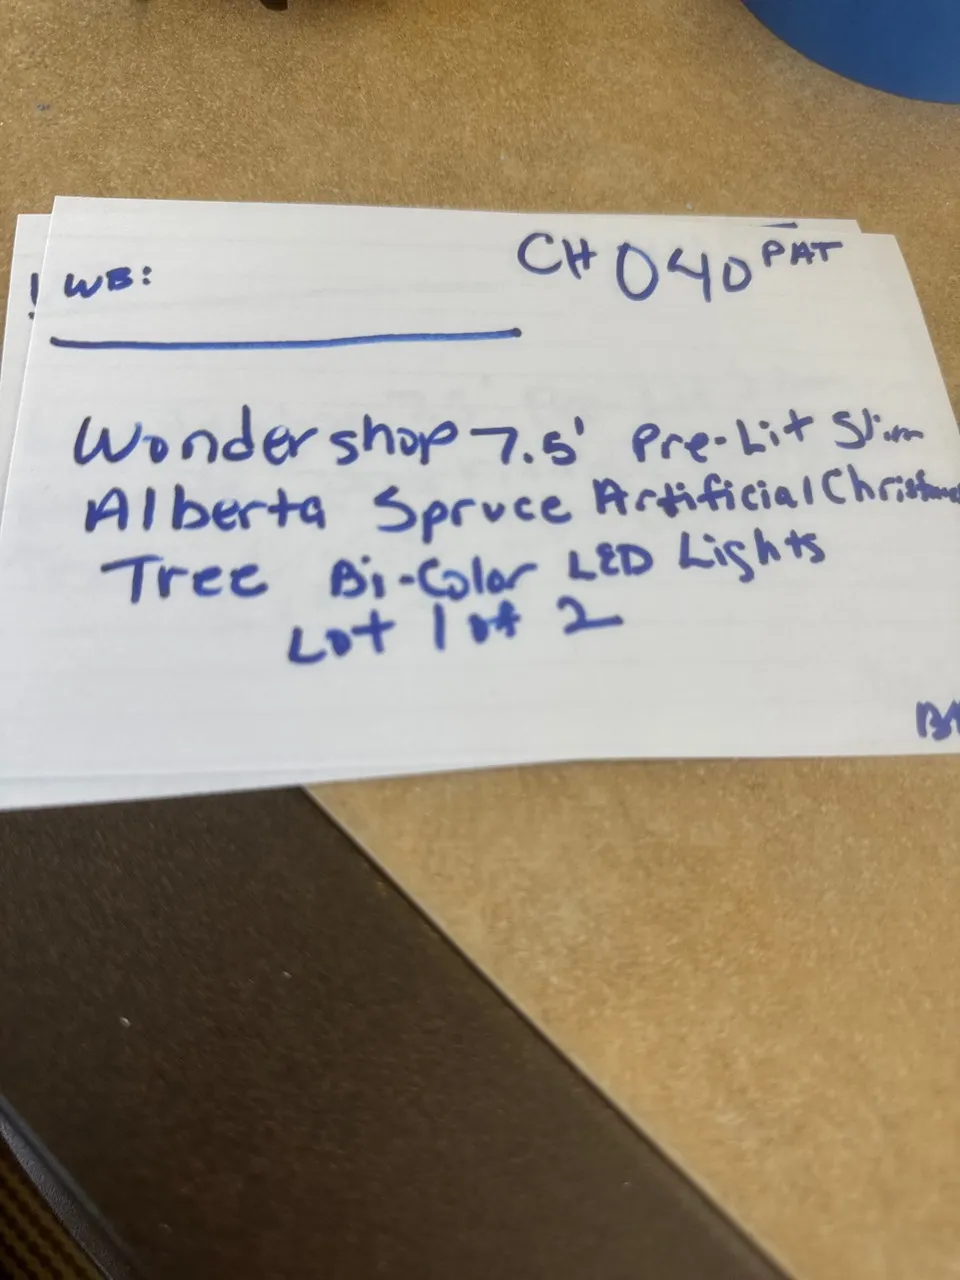 WB:
CH 040 PAT
Wondershop 7.5' Pre-Lit Slim
Alberta Spruce Artificial Christmas
Tree Bi-Color LED Lights
Lot 1 of 2